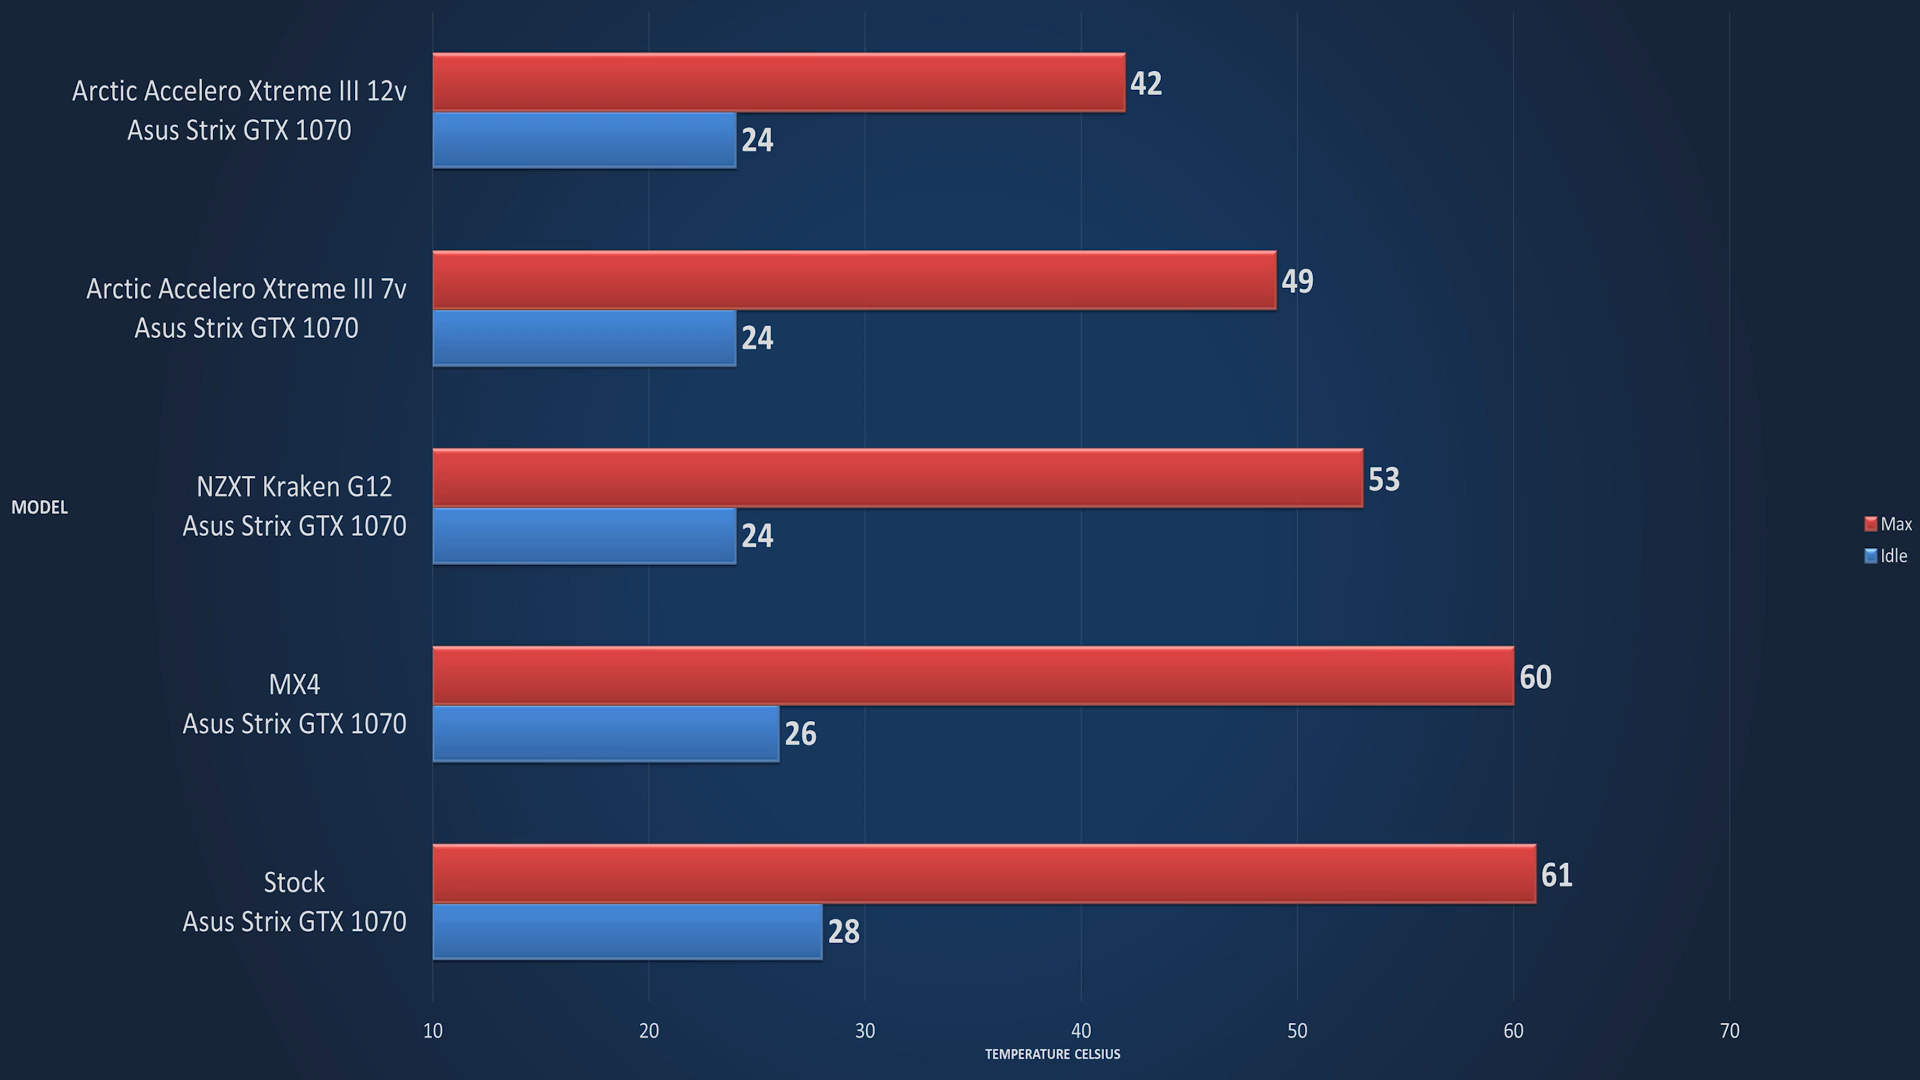 Arctic Accelero Xtreme III 12v
Asus Strix GTX 1070
42
24
Arctic Accelero Xtreme III 7v
Asus Strix GTX 1070
49
24
NZXT Kraken G12
Asus Strix GTX 1070
53
24
MODEL
Max
Idle
MX4
Asus Strix GTX 1070
60
26
Stock
Asus Strix GTX 1070
61
28
10 20 30 40 50 60 70
TEMPERATURE CELSIUS